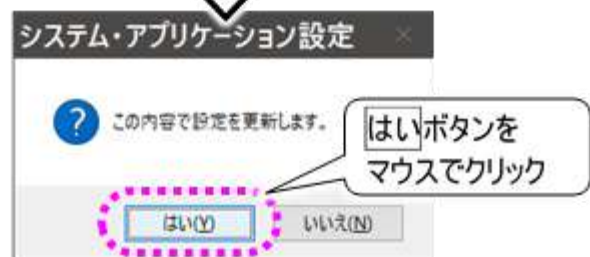 システム・アプリケーション設定
この内容で設定を更新します。
はいボタンを
マウスでクリック
はい(Y)
いいえ(N)